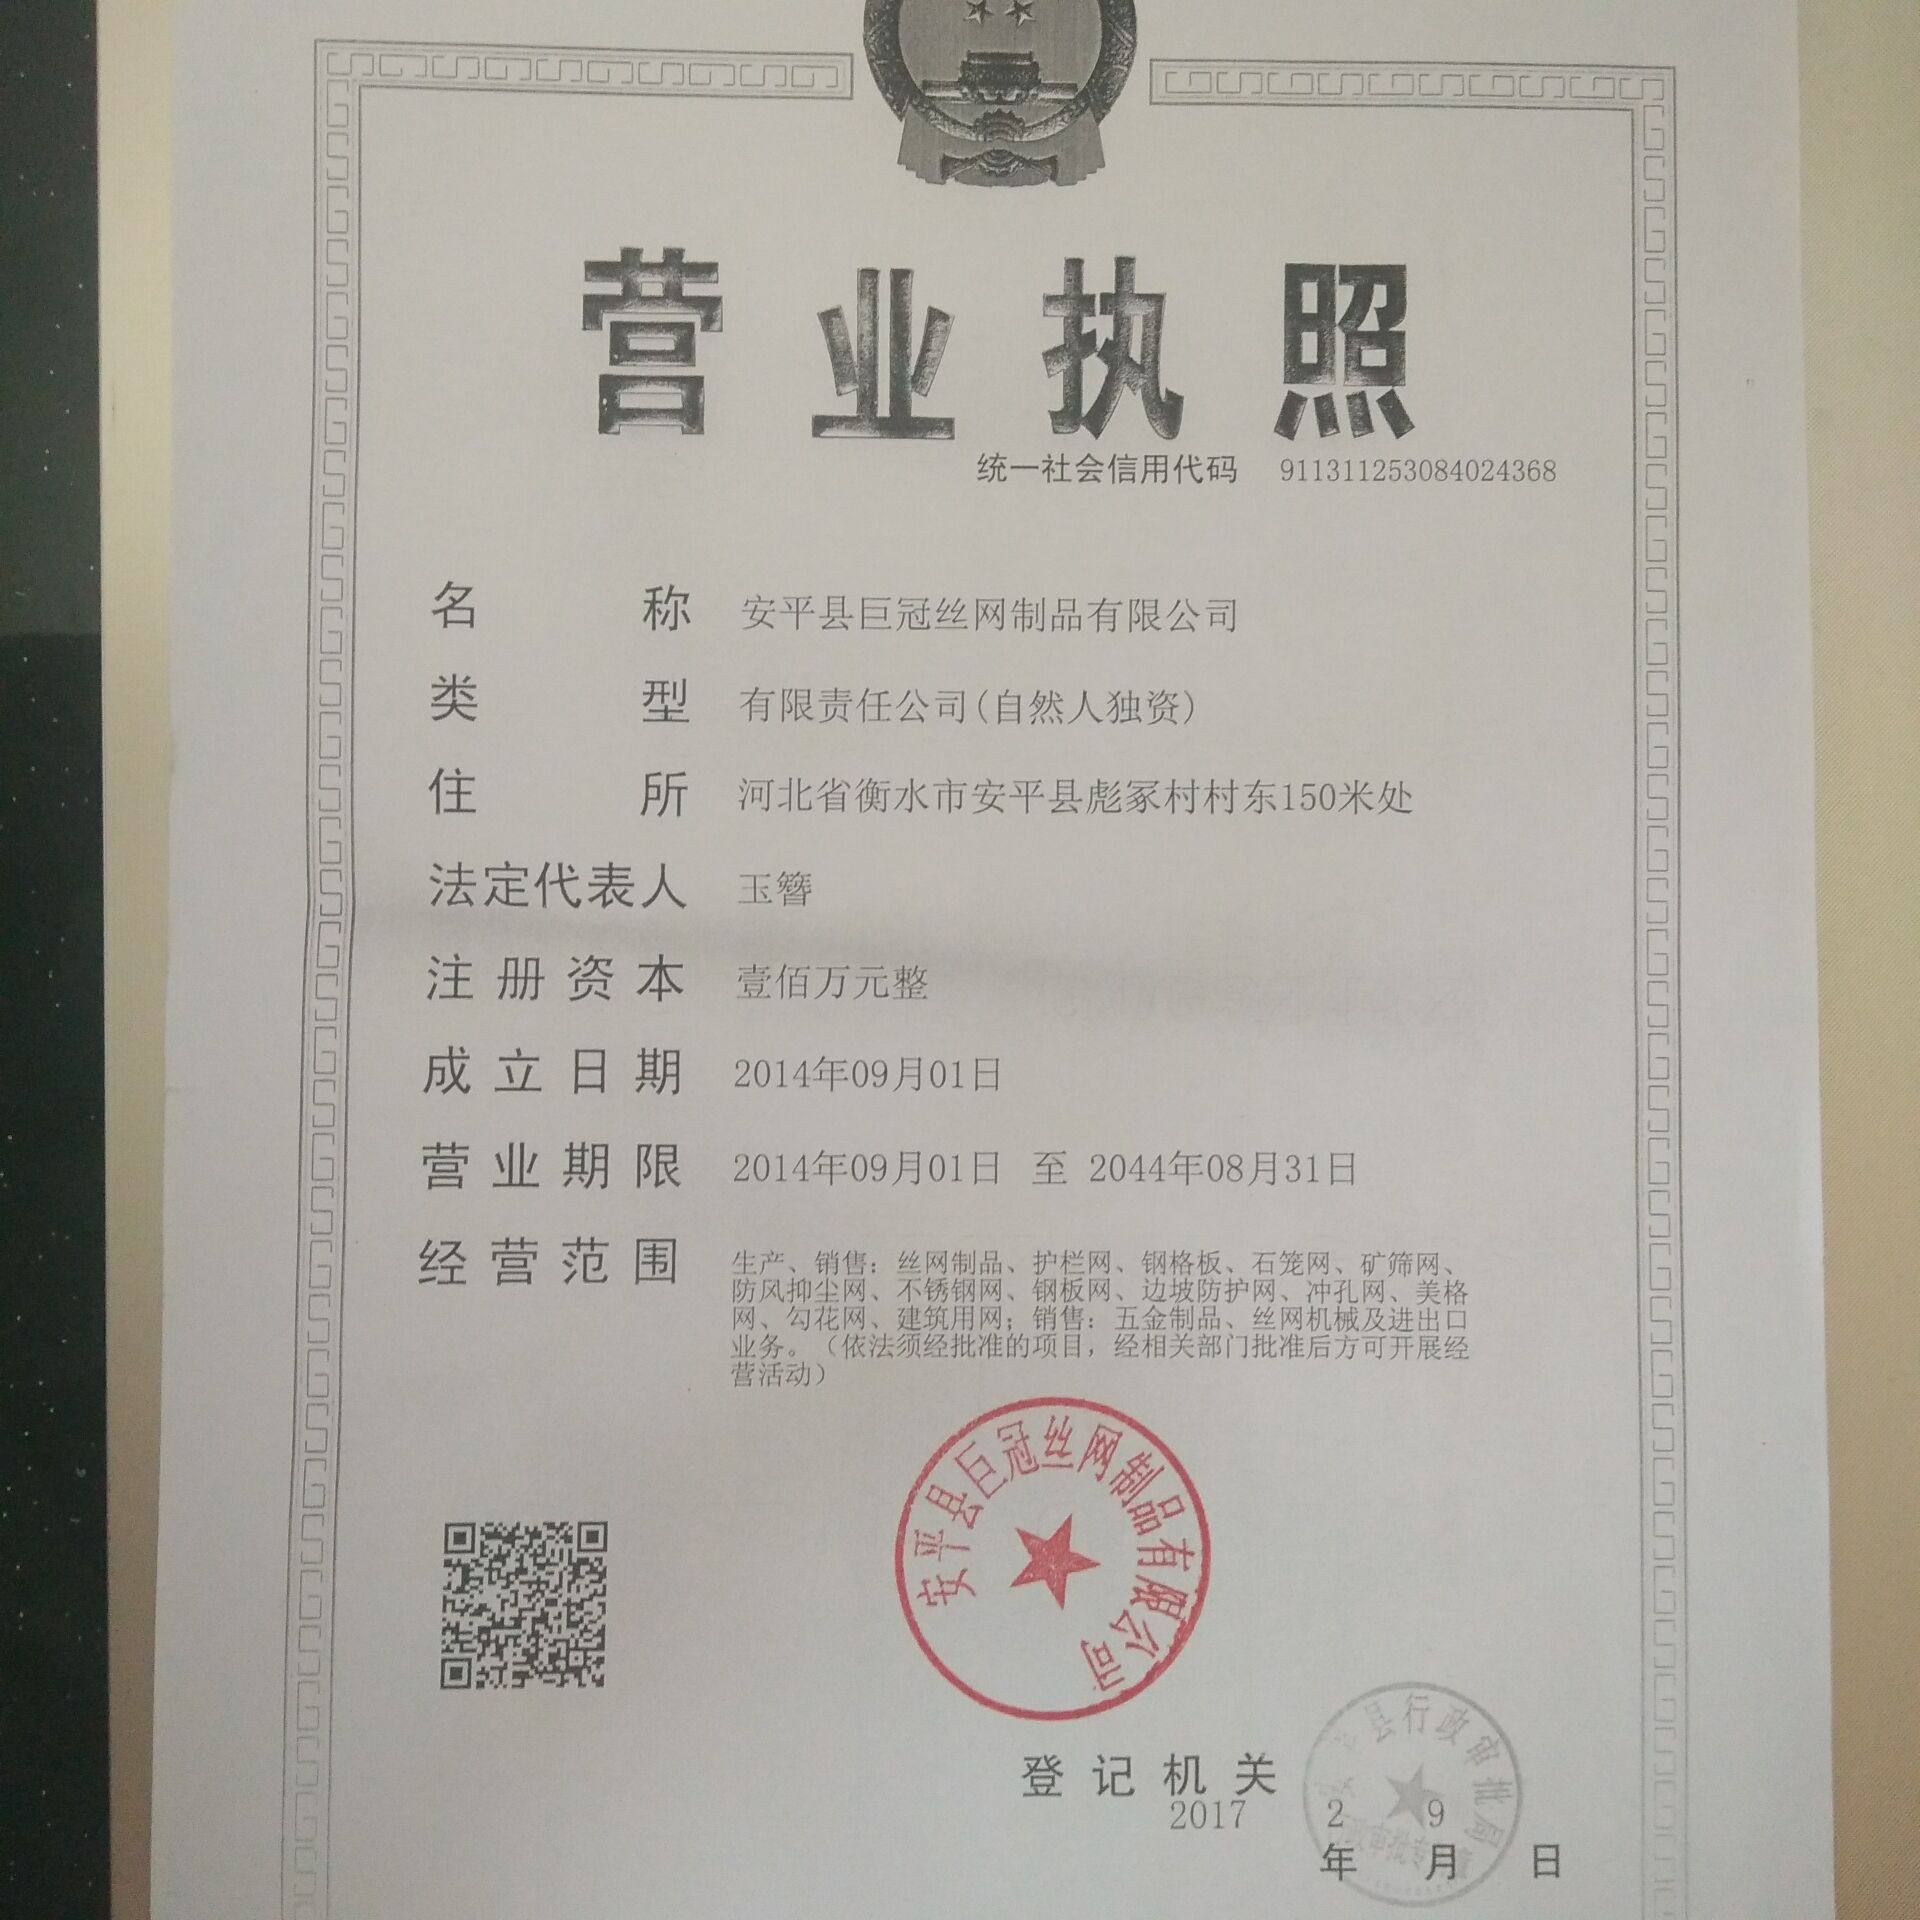 营业执照
统一社会信用代码 911311253084024368
名称 安平县巨冠丝网制品有限公司
类型 有限责任公司(自然人独资)
住所 河北省衡水市安平县彪冢村村东150米处
法定代表人 玉簪
注册资本 壹佰万元整
成立日期 2014年09月01日
营业期限 2014年09月01日 至 2044年08月31日
经营范围 生产、销售：丝网制品、护栏网、钢格板、石笼网、矿筛网、
防风抑尘网、不锈钢网、钢板网、边坡防护网、冲孔网、美格
网、勾花网、建筑用网；销售：五金制品、丝网机械及进出口
业务。（依法须经批准的项目，经相关部门批准后方可开展经
营活动）
安平县巨冠丝网制品有限公司
登记机关
县行政审批局
2017 2 9
政审批专
年 月 日